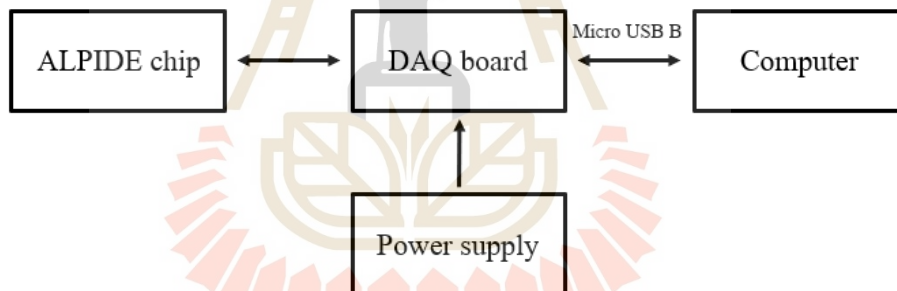 Micro USB B
ALPIDE chip
DAQ board
Computer
Power supply